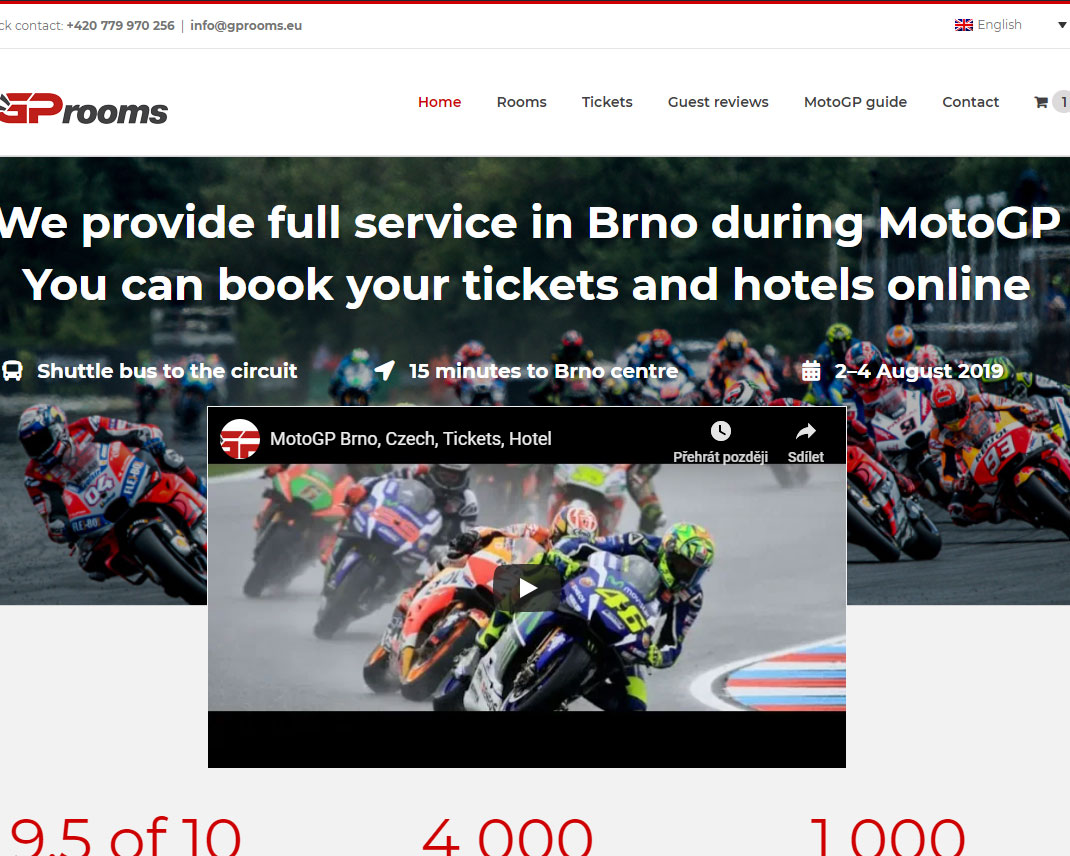 ck contact: +420 779 970 256 | info@gprooms.eu
English
GProoms
Home Rooms Tickets Guest reviews MotoGP guide Contact 1
We provide full service in Brno during MotoGP
You can book your tickets and hotels online
Shuttle bus to the circuit 15 minutes to Brno centre 2–4 August 2019
MotoGP Brno, Czech, Tickets, Hotel
Přehrát později Sdílet
04
93
46
9.5 of 10 4 000 1 000